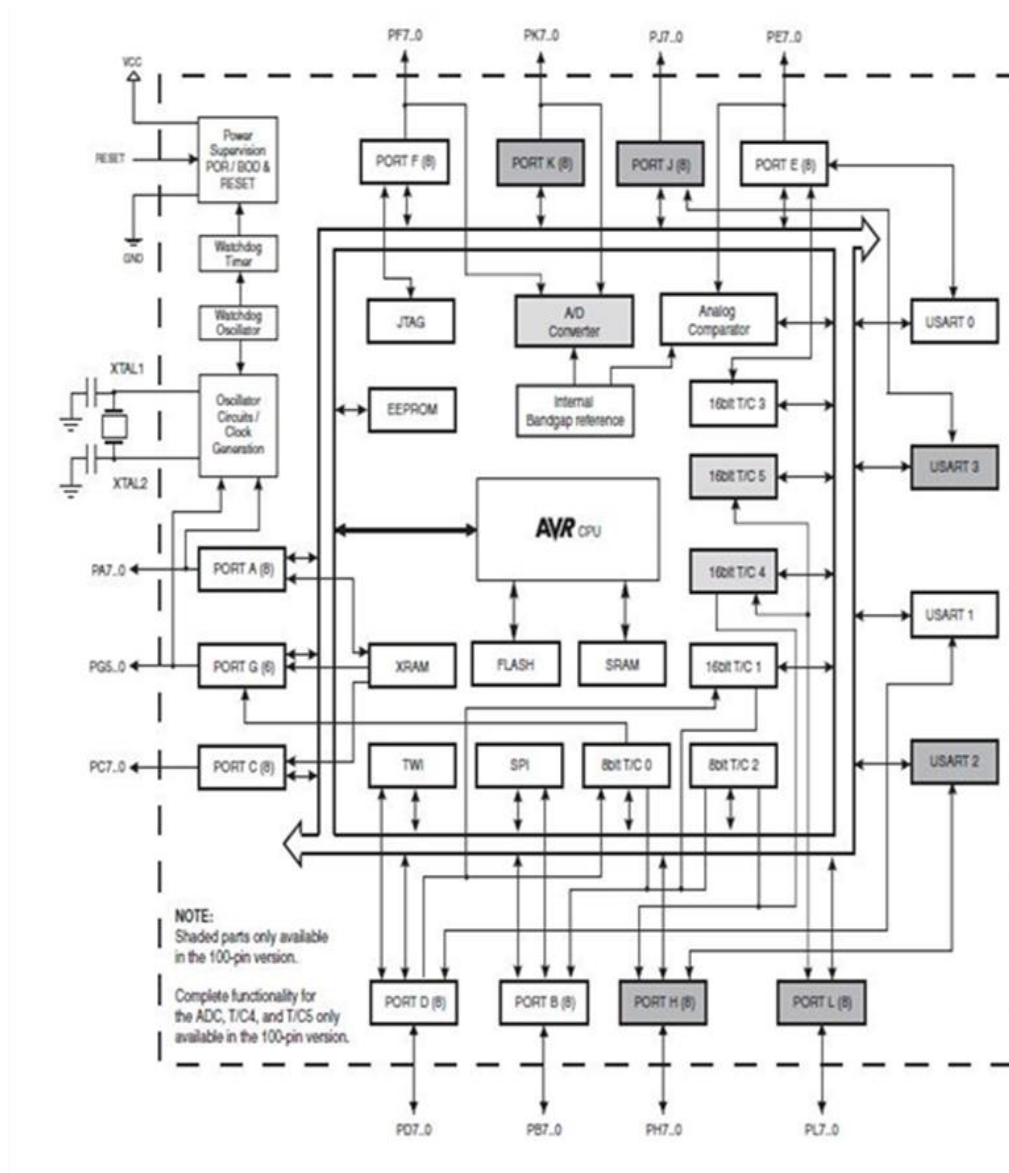 PF7..0
PK7..0
PJ7..0
PE7..0
VCC
RESET
GND
Power
Supervision
POR / BOD &
RESET
PORT F (8)
PORT K (8)
PORT J (8)
PORT E (8)
Watchdog
Timer
Watchdog
Oscillator
XTAL1
XTAL2
Oscillator
Circuits /
Clock
Generation
JTAG
A/D
Converter
Analog
Comparator
USART 0
EEPROM
Internal
Bandgap reference
16bit T/C 3
16bit T/C 5
USART 3
AVR CPU
PA7..0
PORT A (8)
16bit T/C 4
USART 1
PG5..0
PORT G (6)
XRAM
FLASH
SRAM
16bit T/C 1
PC7..0
PORT C (8)
TWI
SPI
8bit T/C 0
8bit T/C 2
USART 2
NOTE:
Shaded parts only available
in the 100-pin version.
Complete functionality for
the ADC, T/C4, and T/C5 only
available in the 100-pin version.
PORT D (8)
PORT B (8)
PORT H (8)
PORT L (8)
PD7..0
PB7..0
PH7..0
PL7..0